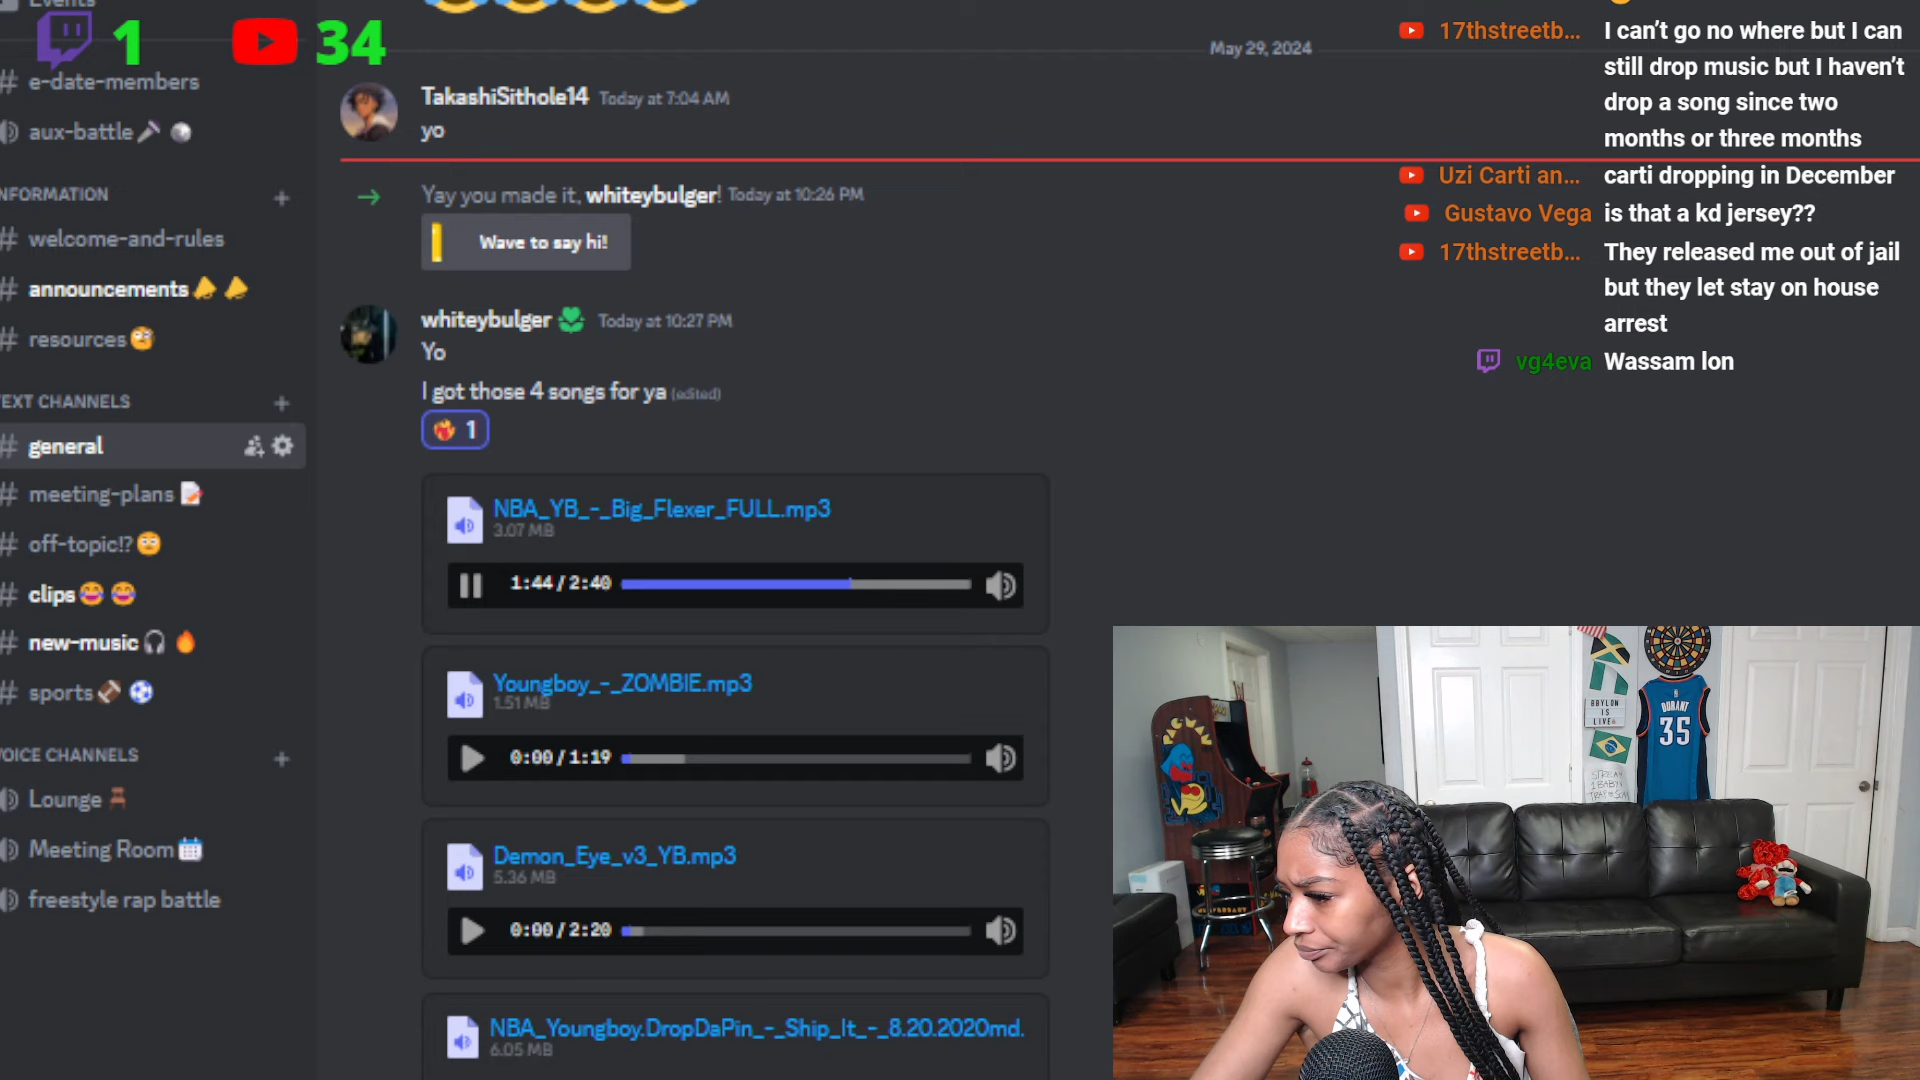 Events
1
34
e-date-members
aux-battle
NFORMATION
welcome-and-rules
announcements
resources
EXT CHANNELS
general
meeting-plans
off-topic!?
clips
new-music
sports
OICE CHANNELS
Lounge
Meeting Room
freestyle rap battle
May 29, 2024
TakashiSithole14 Today at 7:04 AM
yo
Yay you made it, whiteybulger! Today at 10:26 PM
Wave to say hi!
whiteybulger Today at 10:27 PM
Yo
I got those 4 songs for ya (edited)
1
NBA_YB_-_Big_Flexer_FULL.mp3
3.07 MB
1:44 / 2:40
Youngboy_-_ZOMBIE.mp3
1.51 MB
0:00 / 1:19
Demon_Eye_v3_YB.mp3
5.36 MB
0:00 / 2:20
NBA_Youngboy.DropDaPin_-_Ship_It_-_8.20.2020md.
6.05 MB
17thstreetb... I can’t go no where but I can
still drop music but I haven’t
drop a song since two
months or three months
Uzi Carti an... carti dropping in December
Gustavo Vega is that a kd jersey??
17thstreetb... They released me out of jail
but they let stay on house
arrest
vg4eva Wassam lon
BBYLON
IS
LIVE
DURANT
35